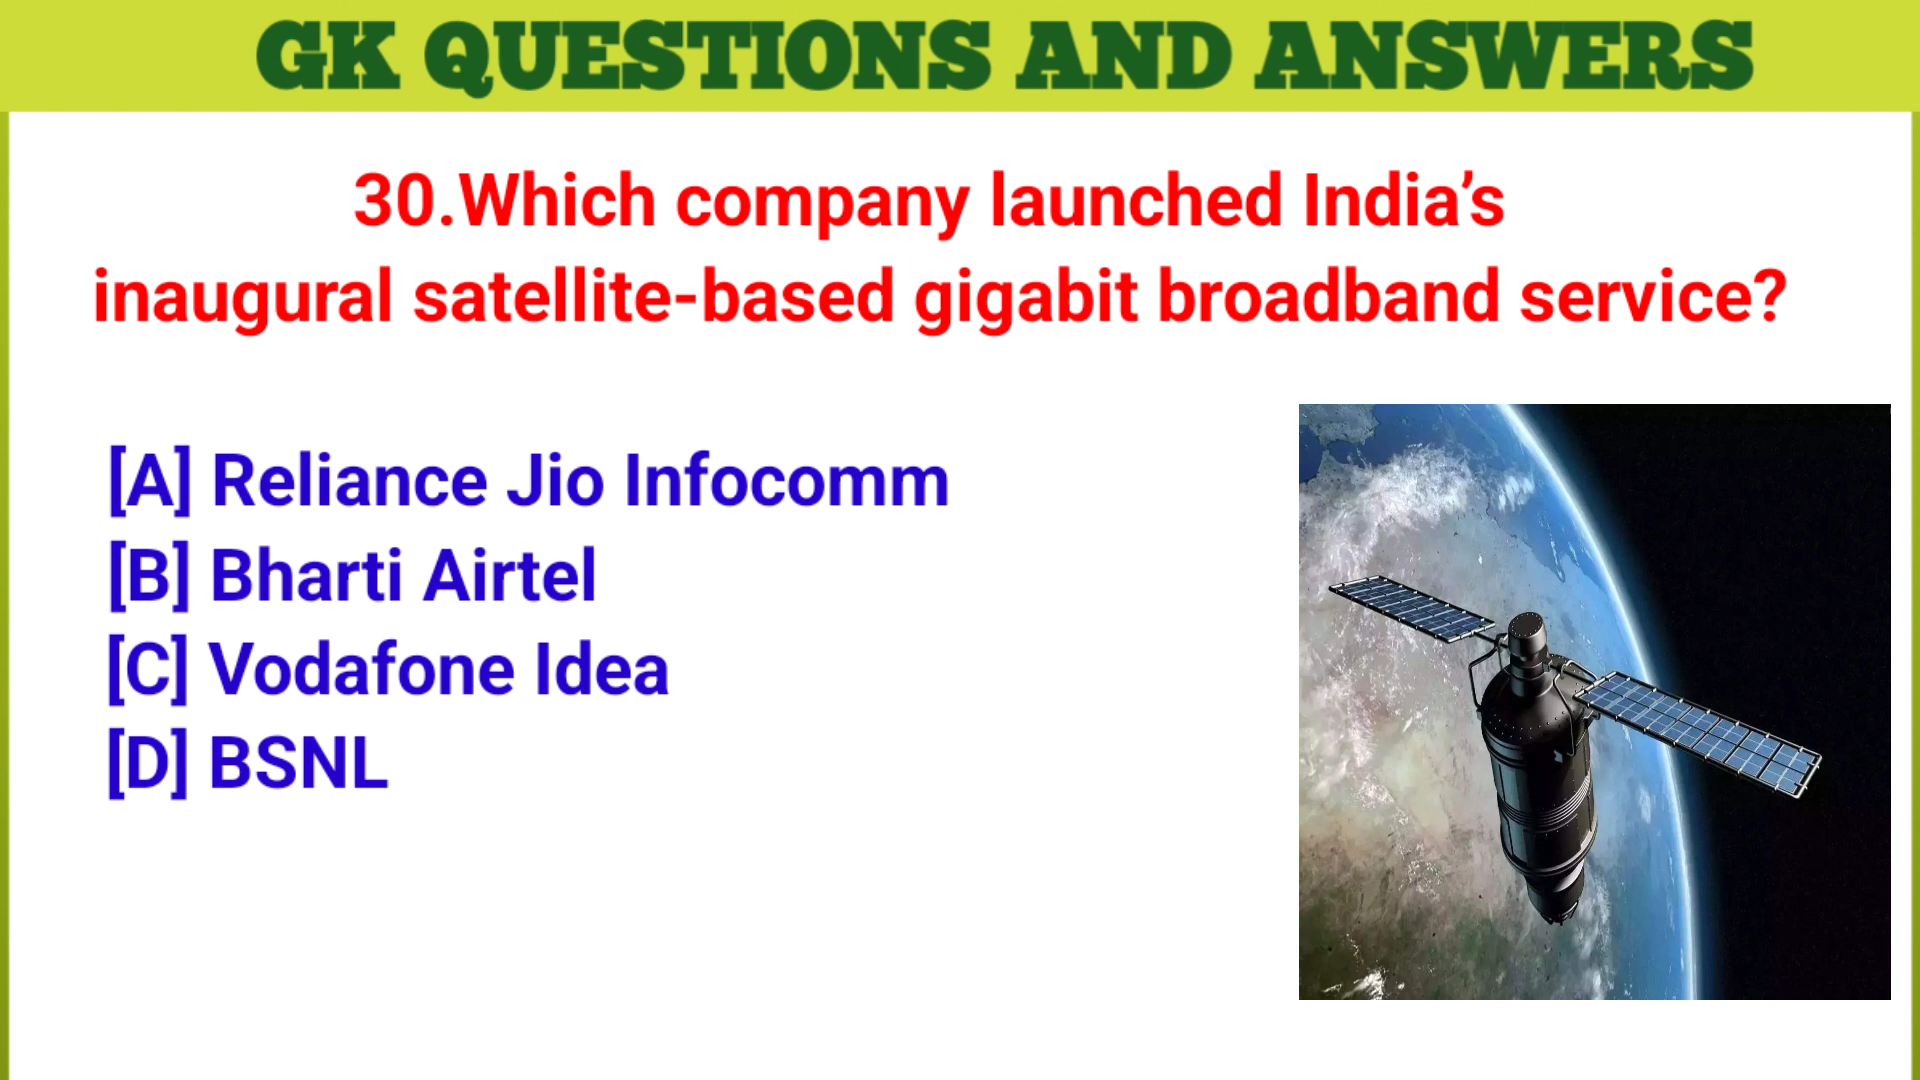 GK QUESTIONS AND ANSWERS
30.Which company launched India’s
inaugural satellite-based gigabit broadband service?
[A] Reliance Jio Infocomm
[B] Bharti Airtel
[C] Vodafone Idea
[D] BSNL